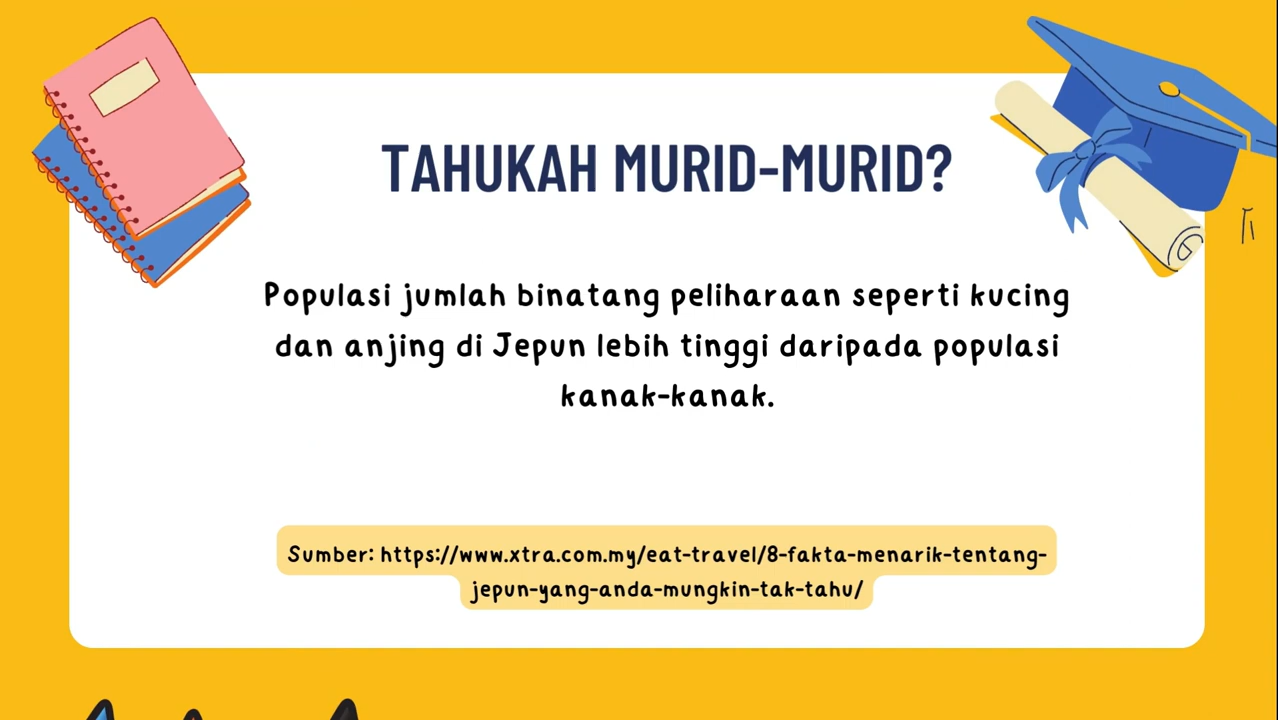 TAHUKAH MURID-MURID?
Populasi jumlah binatang peliharaan seperti kucing
dan anjing di Jepun lebih tinggi daripada populasi
kanak-kanak.
Sumber: https://www.xtra.com.my/eat-travel/8-fakta-menarik-tentang-
jepun-yang-anda-mungkin-tak-tahu/